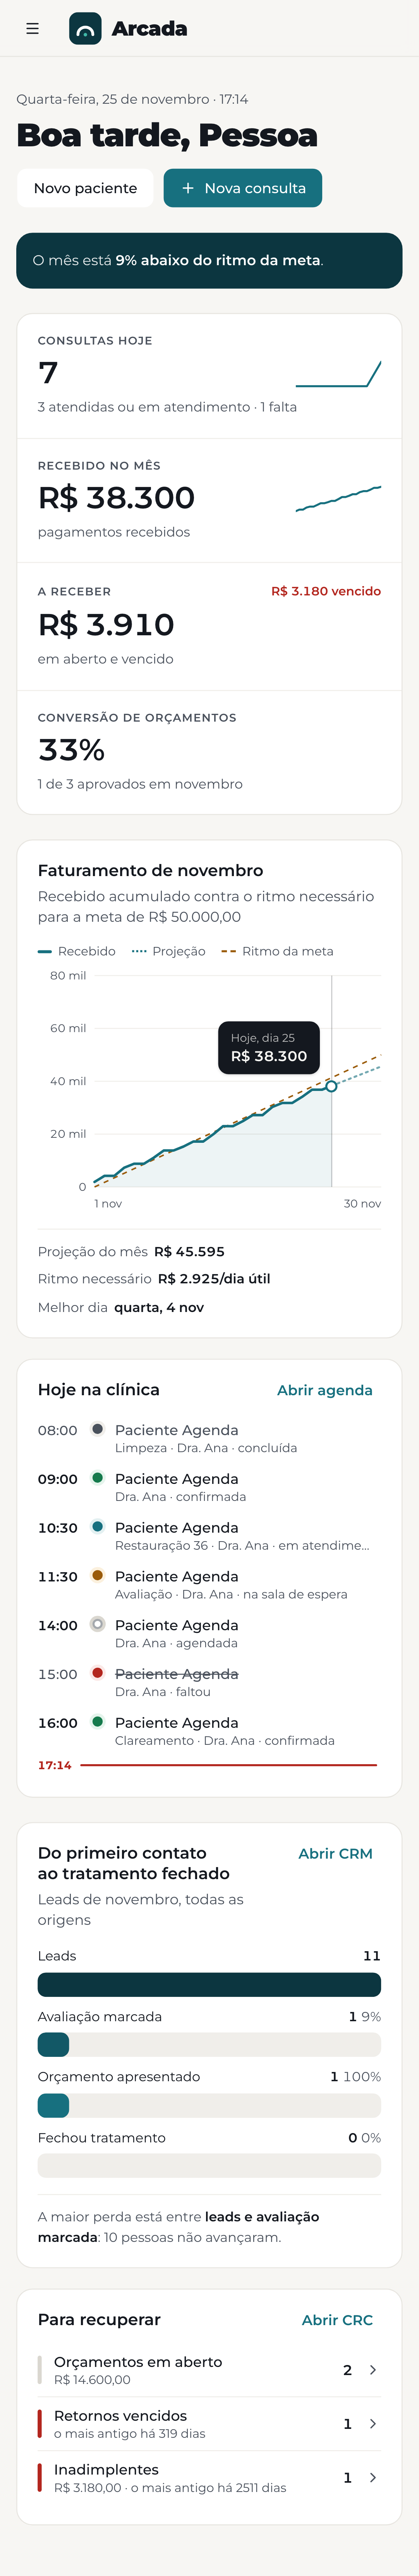 Arcada
Quarta-feira, 25 de novembro · 17:14
Boa tarde, Pessoa
Novo paciente
+ Nova consulta
O mês está 9% abaixo do ritmo da meta.
CONSULTAS HOJE
7
3 atendidas ou em atendimento · 1 falta
RECEBIDO NO MÊS
R$ 38.300
pagamentos recebidos
A RECEBER
R$ 3.180 vencido
R$ 3.910
em aberto e vencido
CONVERSÃO DE ORÇAMENTOS
33%
1 de 3 aprovados em novembro
Faturamento de novembro
Recebido acumulado contra o ritmo necessário
para a meta de R$ 50.000,00
Recebido Projeção Ritmo da meta
80 mil
60 mil
Hoje, dia 25
R$ 38.300
40 mil
20 mil
0
1 nov 30 nov
Projeção do mês R$ 45.595
Ritmo necessário R$ 2.925/dia útil
Melhor dia quarta, 4 nov
Hoje na clínica Abrir agenda
08:00 Paciente Agenda
Limpeza · Dra. Ana · concluída
09:00 Paciente Agenda
Dra. Ana · confirmada
10:30 Paciente Agenda
Restauração 36 · Dra. Ana · em atendime...
11:30 Paciente Agenda
Avaliação · Dra. Ana · na sala de espera
14:00 Paciente Agenda
Dra. Ana · agendada
15:00 Paciente Agenda
Dra. Ana · faltou
16:00 Paciente Agenda
Clareamento · Dra. Ana · confirmada
17:14
Do primeiro contato
ao tratamento fechado
Abrir CRM
Leads de novembro, todas as
origens
Leads 11
Avaliação marcada 1 9%
Orçamento apresentado 1 100%
Fechou tratamento 0 0%
A maior perda está entre leads e avaliação
marcada: 10 pessoas não avançaram.
Para recuperar Abrir CRC
Orçamentos em aberto 2
R$ 14.600,00
Retornos vencidos 1
o mais antigo há 319 dias
Inadimplentes 1
R$ 3.180,00 · o mais antigo há 2511 dias